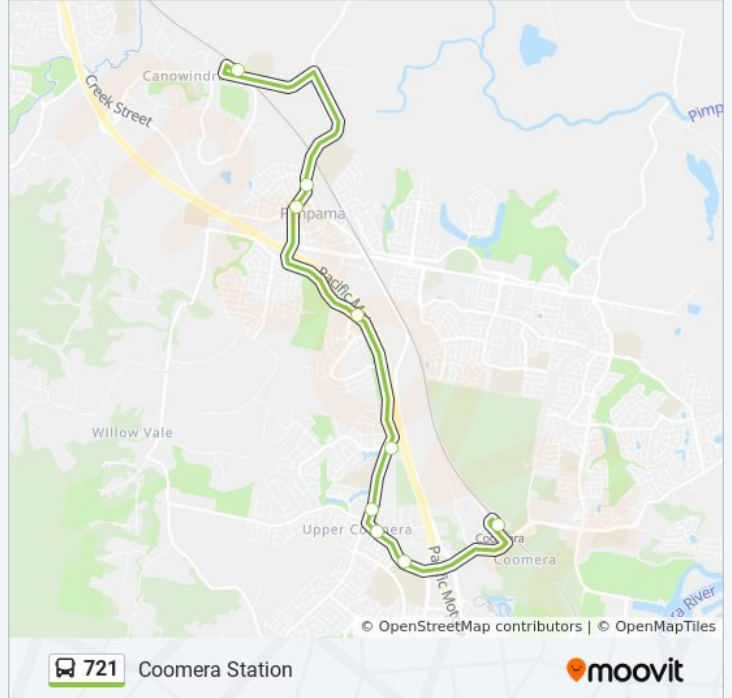 Canowindr
Creek Street
Pimp
Pimpama
Pacific M
Willow Vale
Upper Coomera
Coomera
Coomera
Pacific Mot
ra River
© OpenStreetMap contributors | © OpenMapTiles
721 Coomera Station
moovit